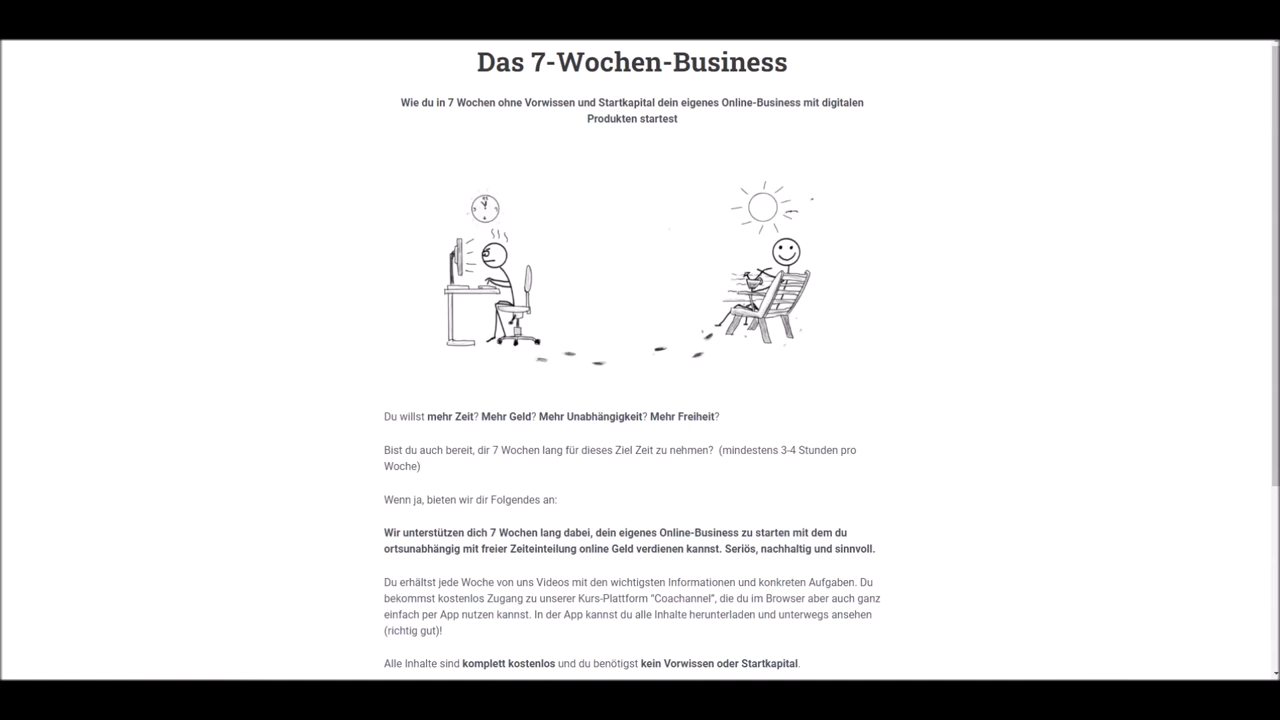 Das 7-Wochen-Business
Wie du in 7 Wochen ohne Vorwissen und Startkapital dein eigenes Online-Business mit digitalen
Produkten startest
Du willst mehr Zeit? Mehr Geld? Mehr Unabhängigkeit? Mehr Freiheit?
Bist du auch bereit, dir 7 Wochen lang für dieses Ziel Zeit zu nehmen?  (mindestens 3-4 Stunden pro
Woche)
Wenn ja, bieten wir dir Folgendes an:
Wir unterstützen dich 7 Wochen lang dabei, dein eigenes Online-Business zu starten mit dem du
ortsunabhängig mit freier Zeiteinteilung online Geld verdienen kannst. Seriös, nachhaltig und sinnvoll.
Du erhältst jede Woche von uns Videos mit den wichtigsten Informationen und konkreten Aufgaben. Du
bekommst kostenlos Zugang zu unserer Kurs-Plattform “Coachannel”, die du im Browser aber auch ganz
einfach per App nutzen kannst. In der App kannst du alle Inhalte herunterladen und unterwegs ansehen
(richtig gut)!
Alle Inhalte sind komplett kostenlos und du benötigst kein Vorwissen oder Startkapital.